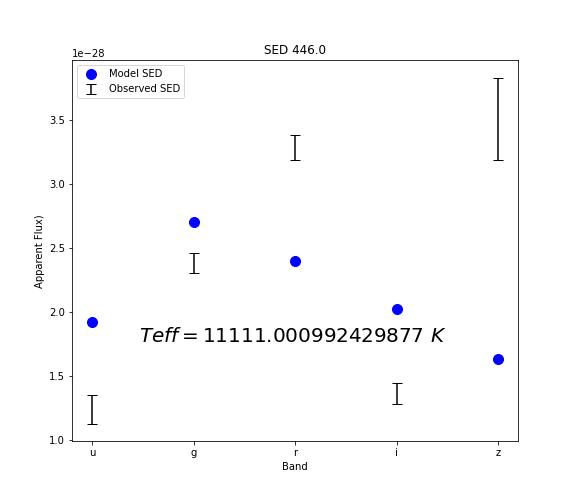 SED 446.0
1e−28
Model SED
Observed SED
3.5
3.0
2.5
2.0
1.5
1.0
Apparent Flux)
Teff = 11111.000992429877 K
u g r i z
Band